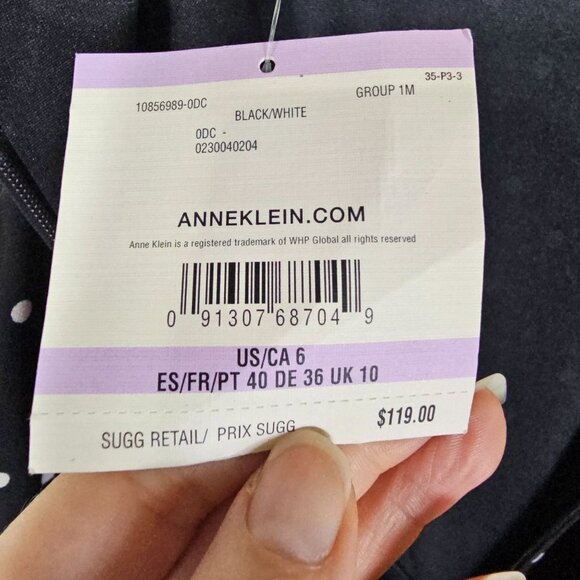 35-P3-3
10856989-0DC GROUP 1M
BLACK/WHITE
0DC -
0230040204
ANNEKLEIN.COM
Anne Klein is a registered trademark of WHP Global all rights reserved
0 91307 68704 9
US/CA 6
ES/FR/PT 40 DE 36 UK 10
SUGG RETAIL/ PRIX SUGG $119.00